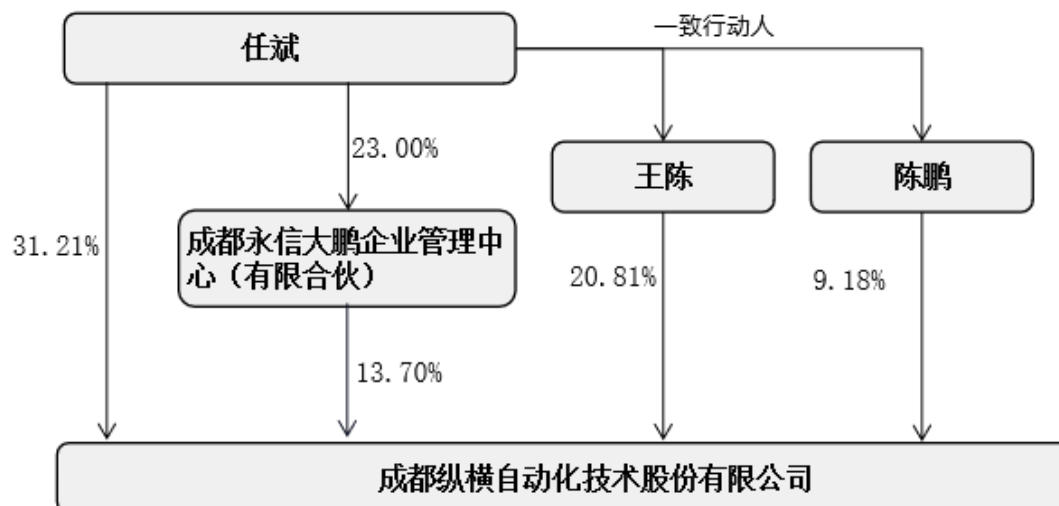 任斌
一致行动人
23.00%
王陈
陈鹏
31.21%
成都永信大鹏企业管理中
心（有限合伙）
20.81%
9.18%
13.70%
成都纵横自动化技术股份有限公司